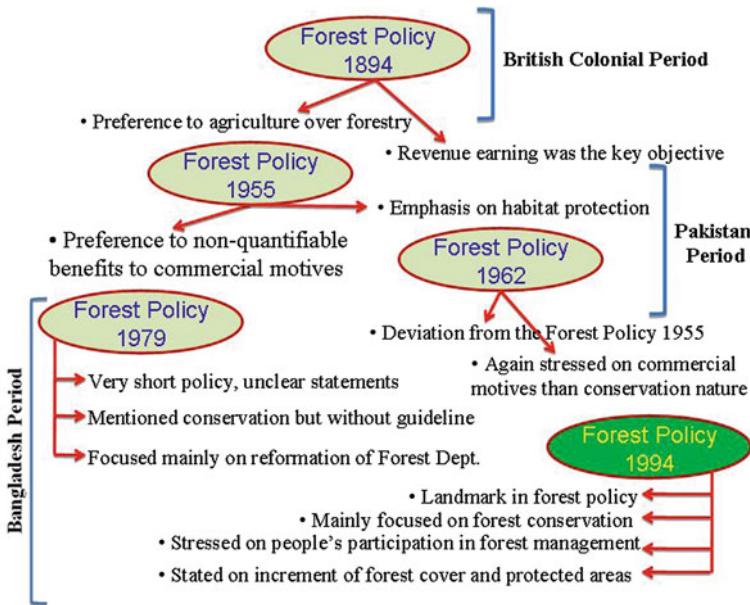 Forest Policy
1894
British Colonial Period
• Preference to agriculture over forestry
• Revenue earning was the key objective
Forest Policy
1955
• Emphasis on habitat protection
• Preference to non-quantifiable
benefits to commercial motives
Pakistan
Period
Forest Policy
1962
• Deviation from the Forest Policy 1955
• Again stressed on commercial
motives than conservation nature
Bangladesh Period
Forest Policy
1979
Very short policy, unclear statements
Mentioned conservation but without guideline
Focused mainly on reformation of Forest Dept.
Forest Policy
1994
• Landmark in forest policy
• Mainly focused on forest conservation
• Stressed on people's participation in forest management
• Stated on increment of forest cover and protected areas